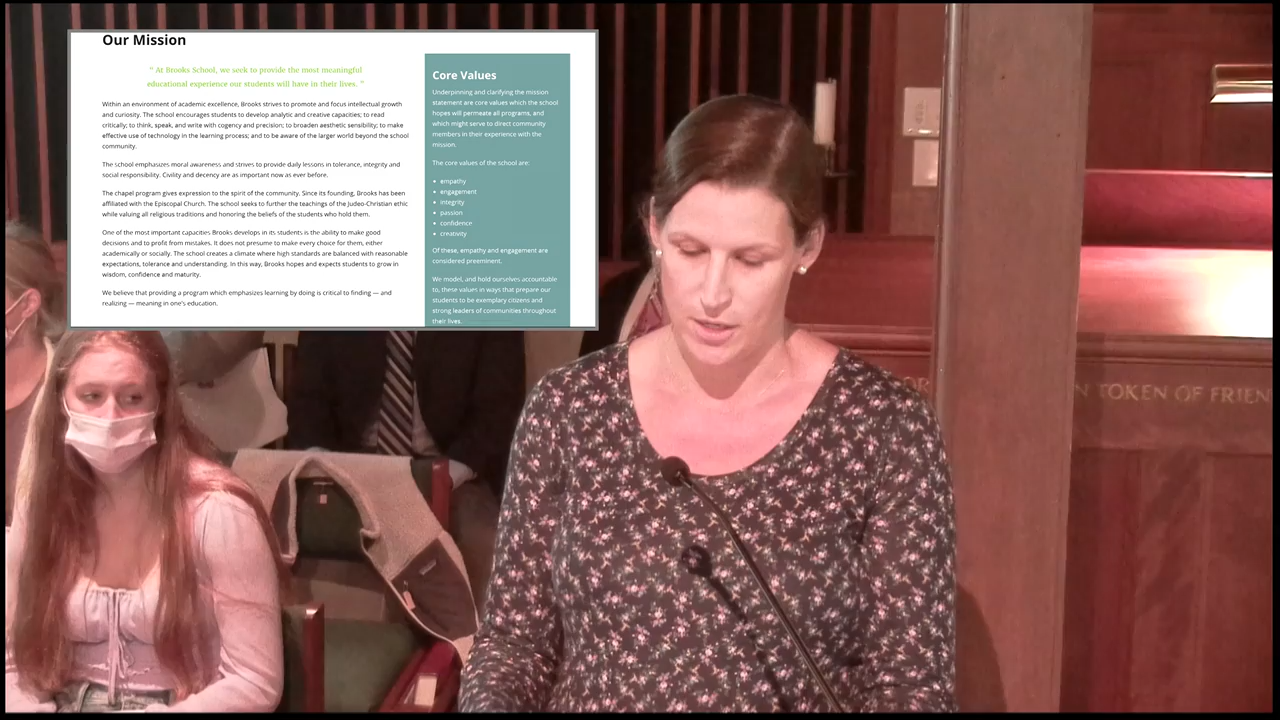 Our Mission
" At Brooks School, we seek to provide the most meaningful
educational experience our students will have in their lives. "
Within an environment of academic excellence, Brooks strives to promote and focus intellectual growth
and curiosity. The school encourages students to develop analytic and creative capacities; to read
critically; to think, speak, and write with cogency and precision; to broaden aesthetic sensibility; to make
effective use of technology in the learning process; and to be aware of the larger world beyond the school
community.
The school emphasizes moral awareness and strives to provide daily lessons in tolerance, integrity and
social responsibility. Civility and decency are as important now as ever before.
The chapel program gives expression to the spirit of the community. Since its founding, Brooks has been
affiliated with the Episcopal Church. The school seeks to further the teachings of the Judeo-Christian ethic
while valuing all religious traditions and honoring the beliefs of the students who hold them.
One of the most important capacities Brooks develops in its students is the ability to make good
decisions and to profit from mistakes. It does not presume to make every choice for them, either
academically or socially. The school creates a climate where high standards are balanced with reasonable
expectations, tolerance and understanding. In this way, Brooks hopes and expects students to grow in
wisdom, confidence and maturity.
We believe that providing a program which emphasizes learning by doing is critical to finding — and
realizing — meaning in one's education.
Core Values
Underpinning and clarifying the mission
statement are core values which the school
hopes will permeate all programs, and
which might serve to direct community
members in their experience with the
mission.
The core values of the school are:
• empathy
• engagement
• integrity
• passion
• confidence
• creativity
Of these, empathy and engagement are
considered preeminent.
We model, and hold ourselves accountable
to, these values in ways that prepare our
students to be exemplary citizens and
strong leaders of communities throughout
their lives.
OR
N TOKEN OF FRIEN